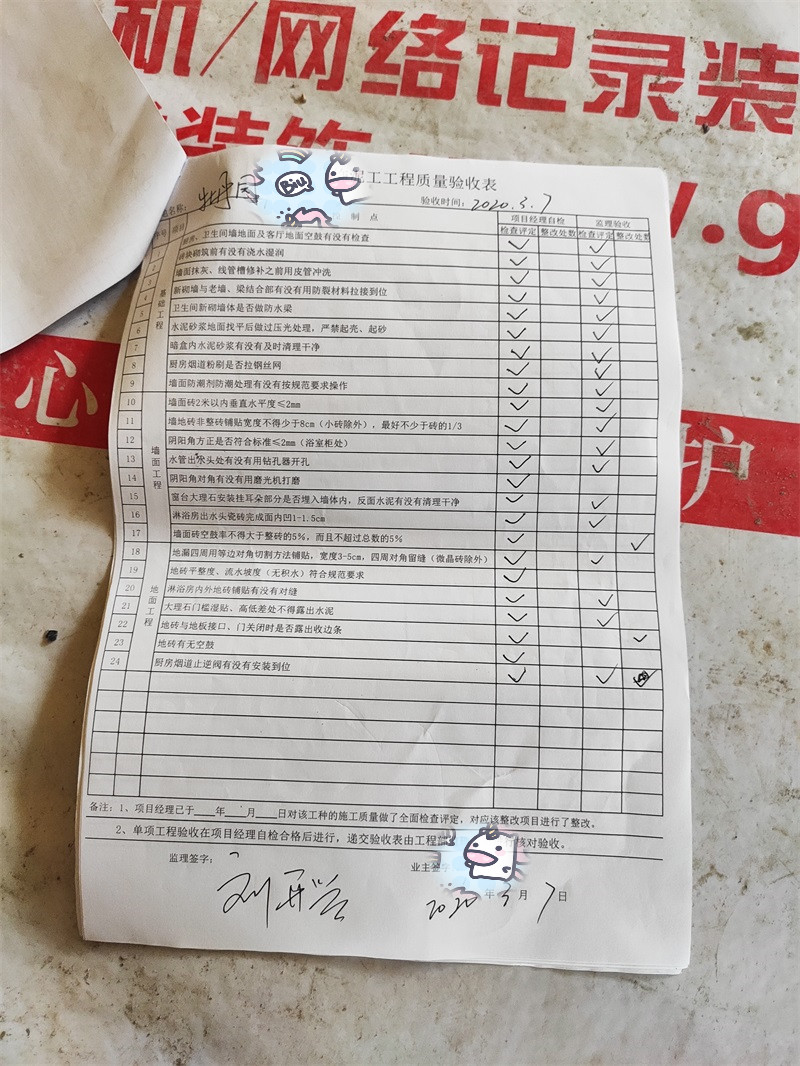 机/网络记录装
装饰
心
护
w.g
泥工工程质量验收表
名称: 牡丹园 验收时间: 2020.3.7
序号 项目 制 点 项目经理自检 监理验收
检查评定 整改处数 检查评定 整改处数
1 厨房、卫生间墙地面及客厅地面空鼓有没有检查
2 砖块砌筑前有没有浇水湿润
3 墙面抹灰、线管槽修补之前用皮管冲洗
4 新砌墙与老墙、梁结合部有没有用防裂材料拉接到位
5 卫生间新砌墙体是否做防水梁
6 水泥砂浆地面找平后做过压光处理，严禁起壳、起砂
7 暗盒内水泥砂浆有没有及时清理干净
8 厨房烟道粉刷是否拉钢丝网
基础工程
9 墙面防潮剂防潮处理有没有按规范要求操作
10 墙面砖2米以内垂直水平度≤2mm
11 墙地砖非整砖铺贴宽度不得少于8cm（小砖除外），最好不少于砖的1/3
12 阴阳角方正是否符合标准≤2mm（浴室柜处）
13 水管出水头处有没有用钻孔器开孔
14 阴阳角对角有没有用磨光机打磨
15 窗台大理石安装挂耳朵部分是否埋入墙体内，反面水泥有没有清理干净
16 淋浴房出水头瓷砖完成面内凹1-1.5cm
17 墙面砖空鼓率不得大于整砖的5%，而且不超过总数的5%
墙面工程
18 地漏四周用等边对角切割方法铺贴，宽度3-5cm，四周对角留缝（微晶砖除外）
19 地砖平整度、流水坡度（无积水）符合规范要求
20 淋浴房内外地砖铺贴有没有对缝
21 大理石门槛湿贴、高低差处不得露出水泥
22 地砖与地板接口、门关闭时是否露出收边条
23 地砖有无空鼓
24 厨房烟道止逆阀有没有安装到位
地面工程
备注：1、项目经理已于 年 月 日对该工种的施工质量做了全面检查评定，对应该整改项目进行了整改。
2、单项工程验收在项目经理自检合格后进行，递交验收表由工程部 核对验收。
监理签字： 业主签
2020 年 3 月 7 日